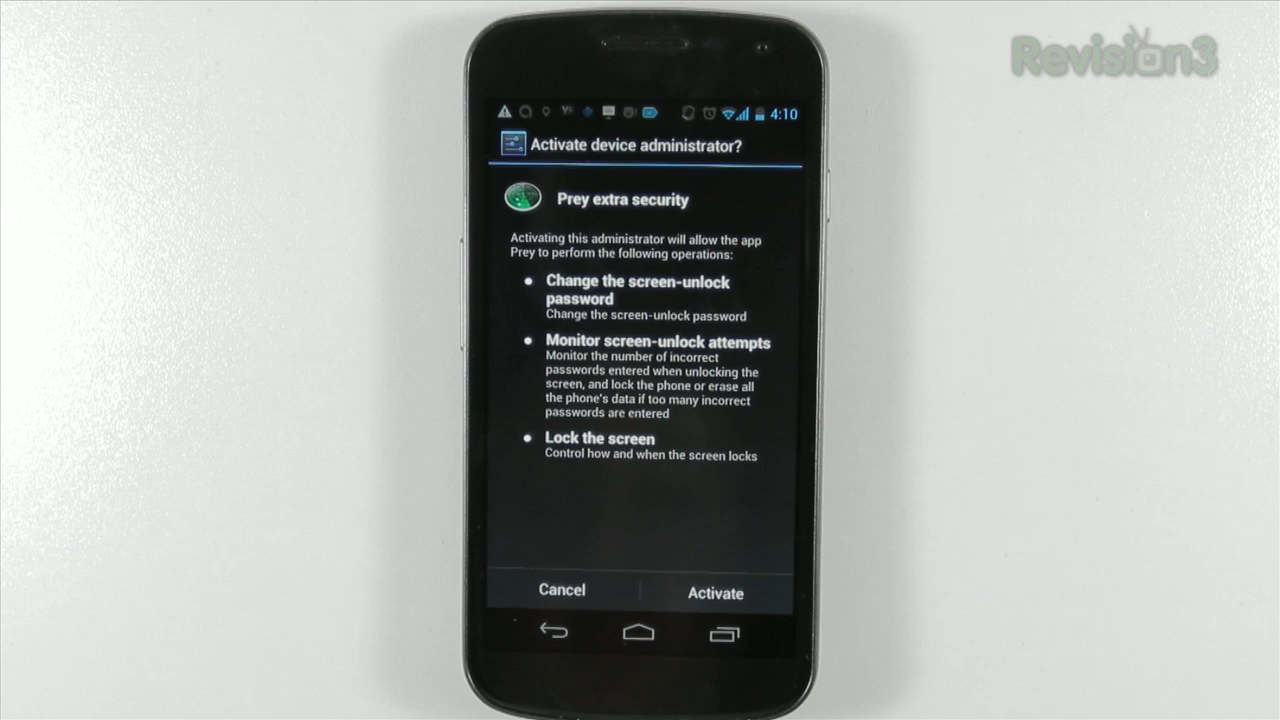 Revision3
4:10
Activate device administrator?
Prey extra security
Activating this administrator will allow the app
Prey to perform the following operations:
Change the screen-unlock
password
Change the screen-unlock password
Monitor screen-unlock attempts
Monitor the number of incorrect
passwords entered when unlocking the
screen, and lock the phone or erase all
the phone's data if too many incorrect
passwords are entered
Lock the screen
Control how and when the screen locks
Cancel
Activate